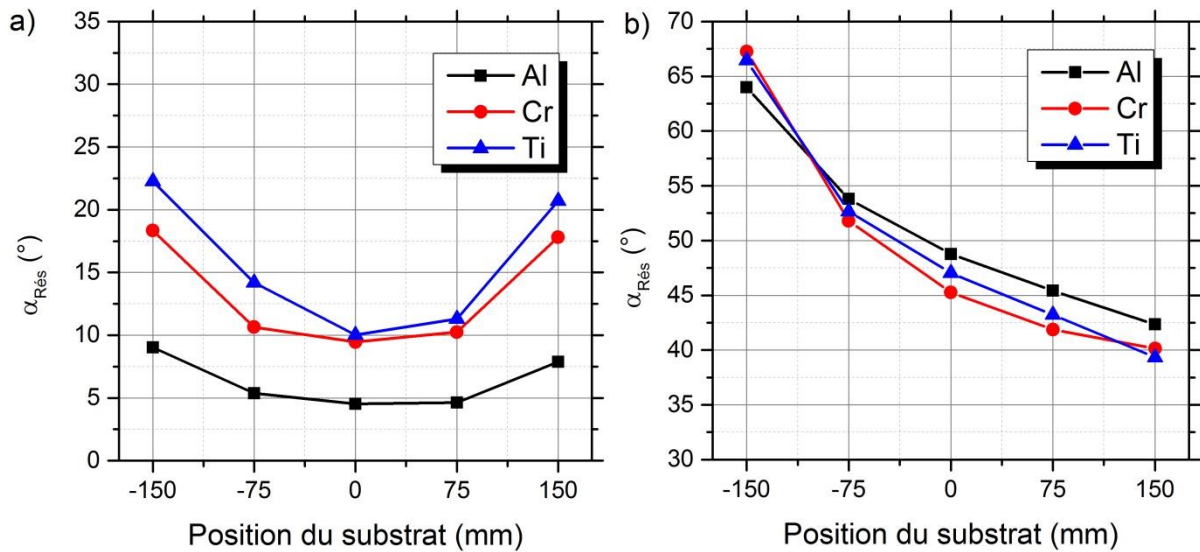 a)
35
30
25
20
15
10
5
0
α_Rés (°)
Al
Cr
Ti
-150 -75 0 75 150
Position du substrat (mm)
b)
70
65
60
55
50
45
40
35
30
α_Rés (°)
Al
Cr
Ti
-150 -75 0 75 150
Position du substrat (mm)